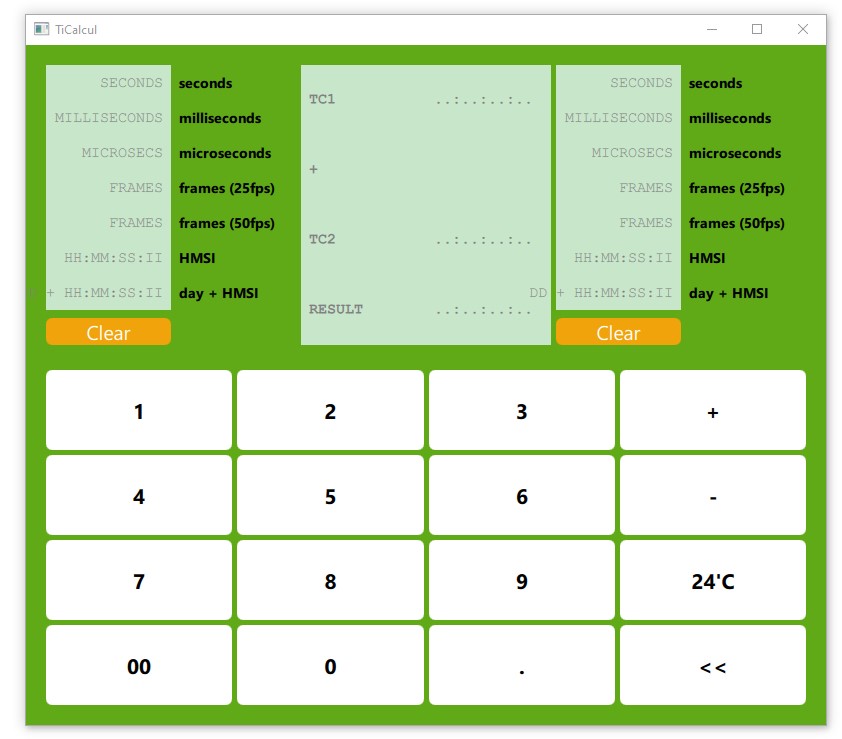 TiCalcul
SECONDS seconds
MILLISECONDS milliseconds
MICROSECS microseconds
FRAMES frames (25fps)
FRAMES frames (50fps)
HH:MM:SS:II HMSI
+ HH:MM:SS:II day + HMSI
Clear
TC1 ..:..:..:..
+
TC2 ..:..:..:..
RESULT ..:..:..:..
SECONDS seconds
MILLISECONDS milliseconds
MICROSECS microseconds
FRAMES frames (25fps)
FRAMES frames (50fps)
HH:MM:SS:II HMSI
DD + HH:MM:SS:II day + HMSI
Clear
1 2 3 +
4 5 6 -
7 8 9 24'C
00 0 . <<